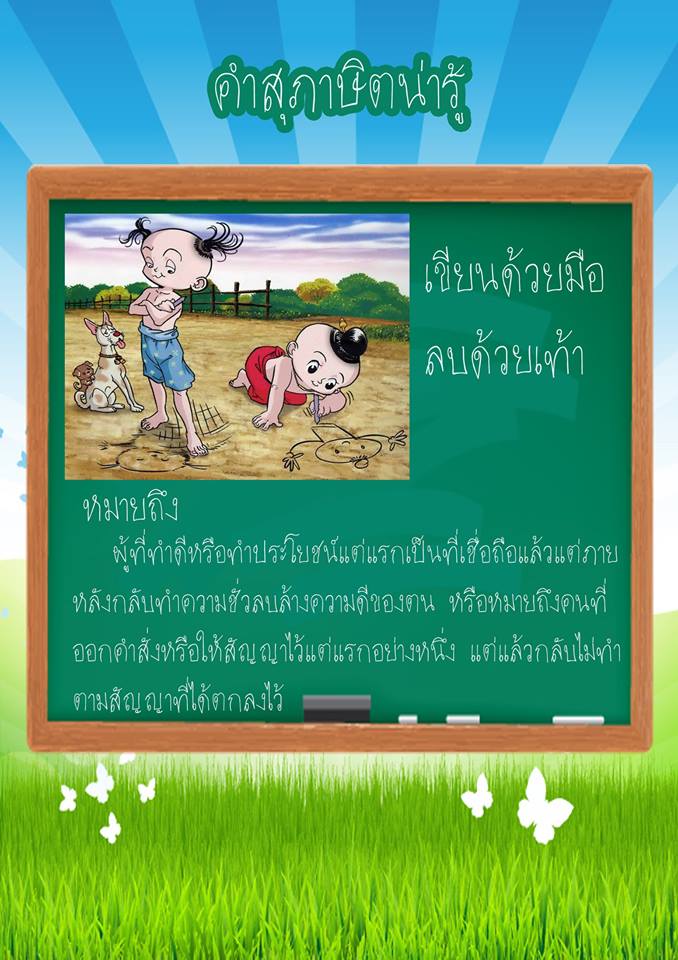 คำสุภาษิตน่ารู้
เขียนด้วยมือ
ลบด้วยเท้า
หมายถึง
ผู้ที่ทำดีหรือทำประโยชน์แต่แรกเป็นที่เชื่อถือแล้วแต่ภาย
หลังกลับทำความชั่วลบล้างความดีของตน หรือหมายถึงคนที่
ออกคำสั่งหรือให้สัญญาไว้แต่แรกอย่างหนึ่ง แต่แล้วกลับไม่ทำ
ตามสัญญาที่ได้ตกลงไว้